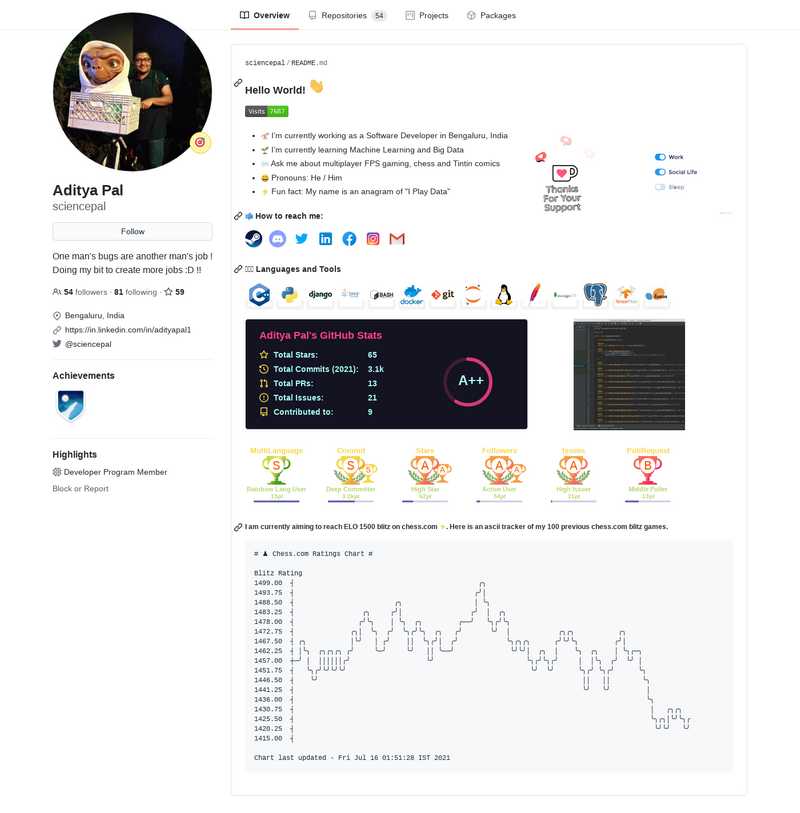 Overview
Repositories 54
Projects
Packages
Aditya Pal
sciencepal
Follow
One man's bugs are another man's job !
Doing my bit to create more jobs :D !!
54 followers · 81 following · 59
Bengaluru, India
https://in.linkedin.com/in/adityapal1
@sciencepal
Achievements
Highlights
Developer Program Member
Block or Report
sciencepal / README.md
Hello World! 👋
Visits 7687
I'm currently working as a Software Developer in Bengaluru, India
🌱 I'm currently learning Machine Learning and Big Data
Ask me about multiplayer FPS gaming, chess and Tintin comics
😄 Pronouns: He / Him
⚡ Fun fact: My name is an anagram of "I Play Data"
Thanks
For Your
Support
Work
Social Life
Sleep
How to reach me:
Languages and Tools
django
BASH
docker
git
Aditya Pal's GitHub Stats
Total Stars: 65
Total Commits (2021): 3.1k
Total PRs: 13
Total Issues: 21
Contributed to: 9
A++
MultiLanguage
S
Rainbow Lang User
Commit
S
Deep Committer
Stars
A
High Star
Followers
A
Active User
Issues
A
High Issuer
PullRequest
B
Middle Puller
I am currently aiming to reach ELO 1500 blitz on chess.com ⚡. Here is an ascii tracker of my 100 previous chess.com blitz games.
# ♟ Chess.com Ratings Chart #
Blitz Rating
1499.00
1493.75
1488.50
1483.25
1478.00
1472.75
1467.50
1462.25
1457.00
1451.75
1446.50
1441.25
1436.00
1430.75
1425.50
1420.25
1415.00
Chart last updated - Fri Jul 16 01:51:28 IST 2021